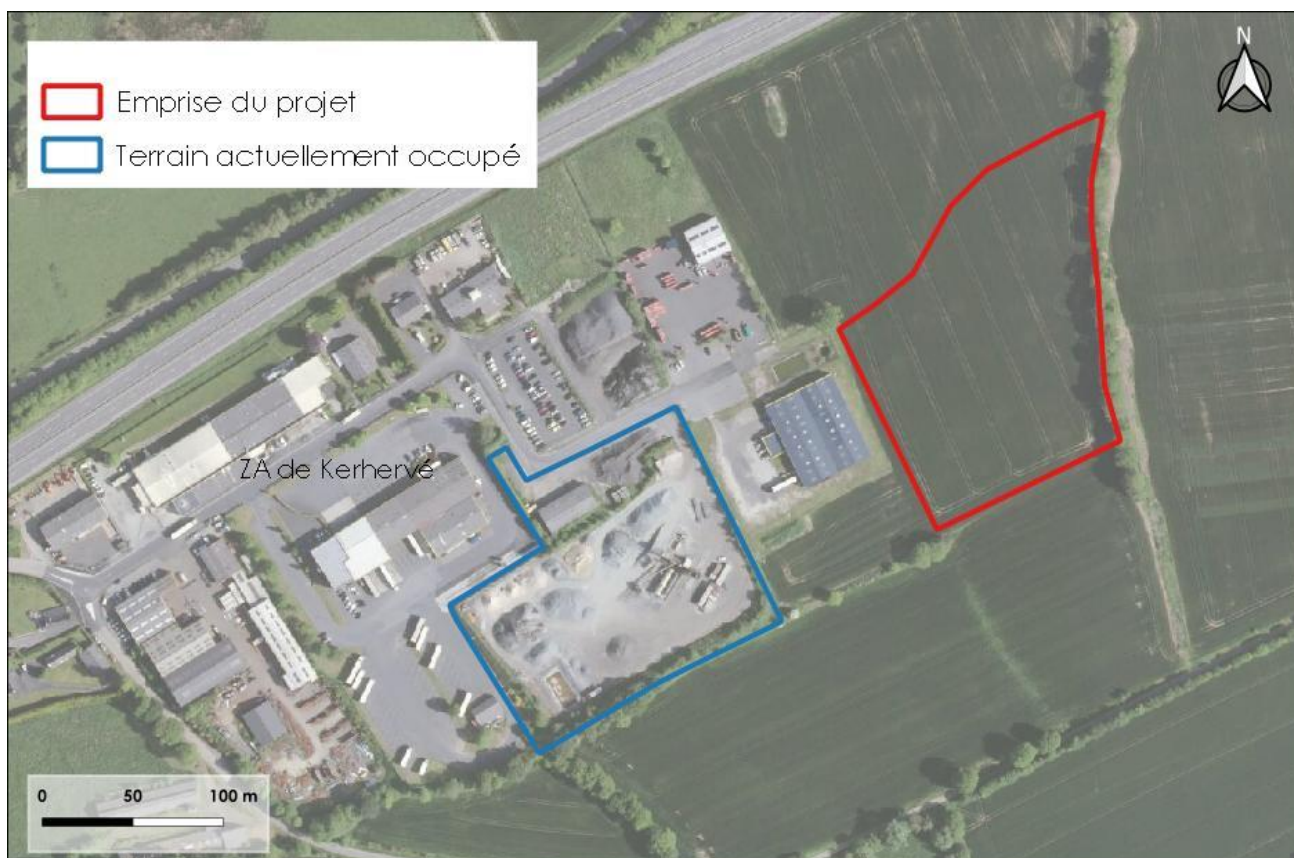 Emprise du projet
Terrain actuellement occupé
N
ZA de Kerhervé
0 50 100 m